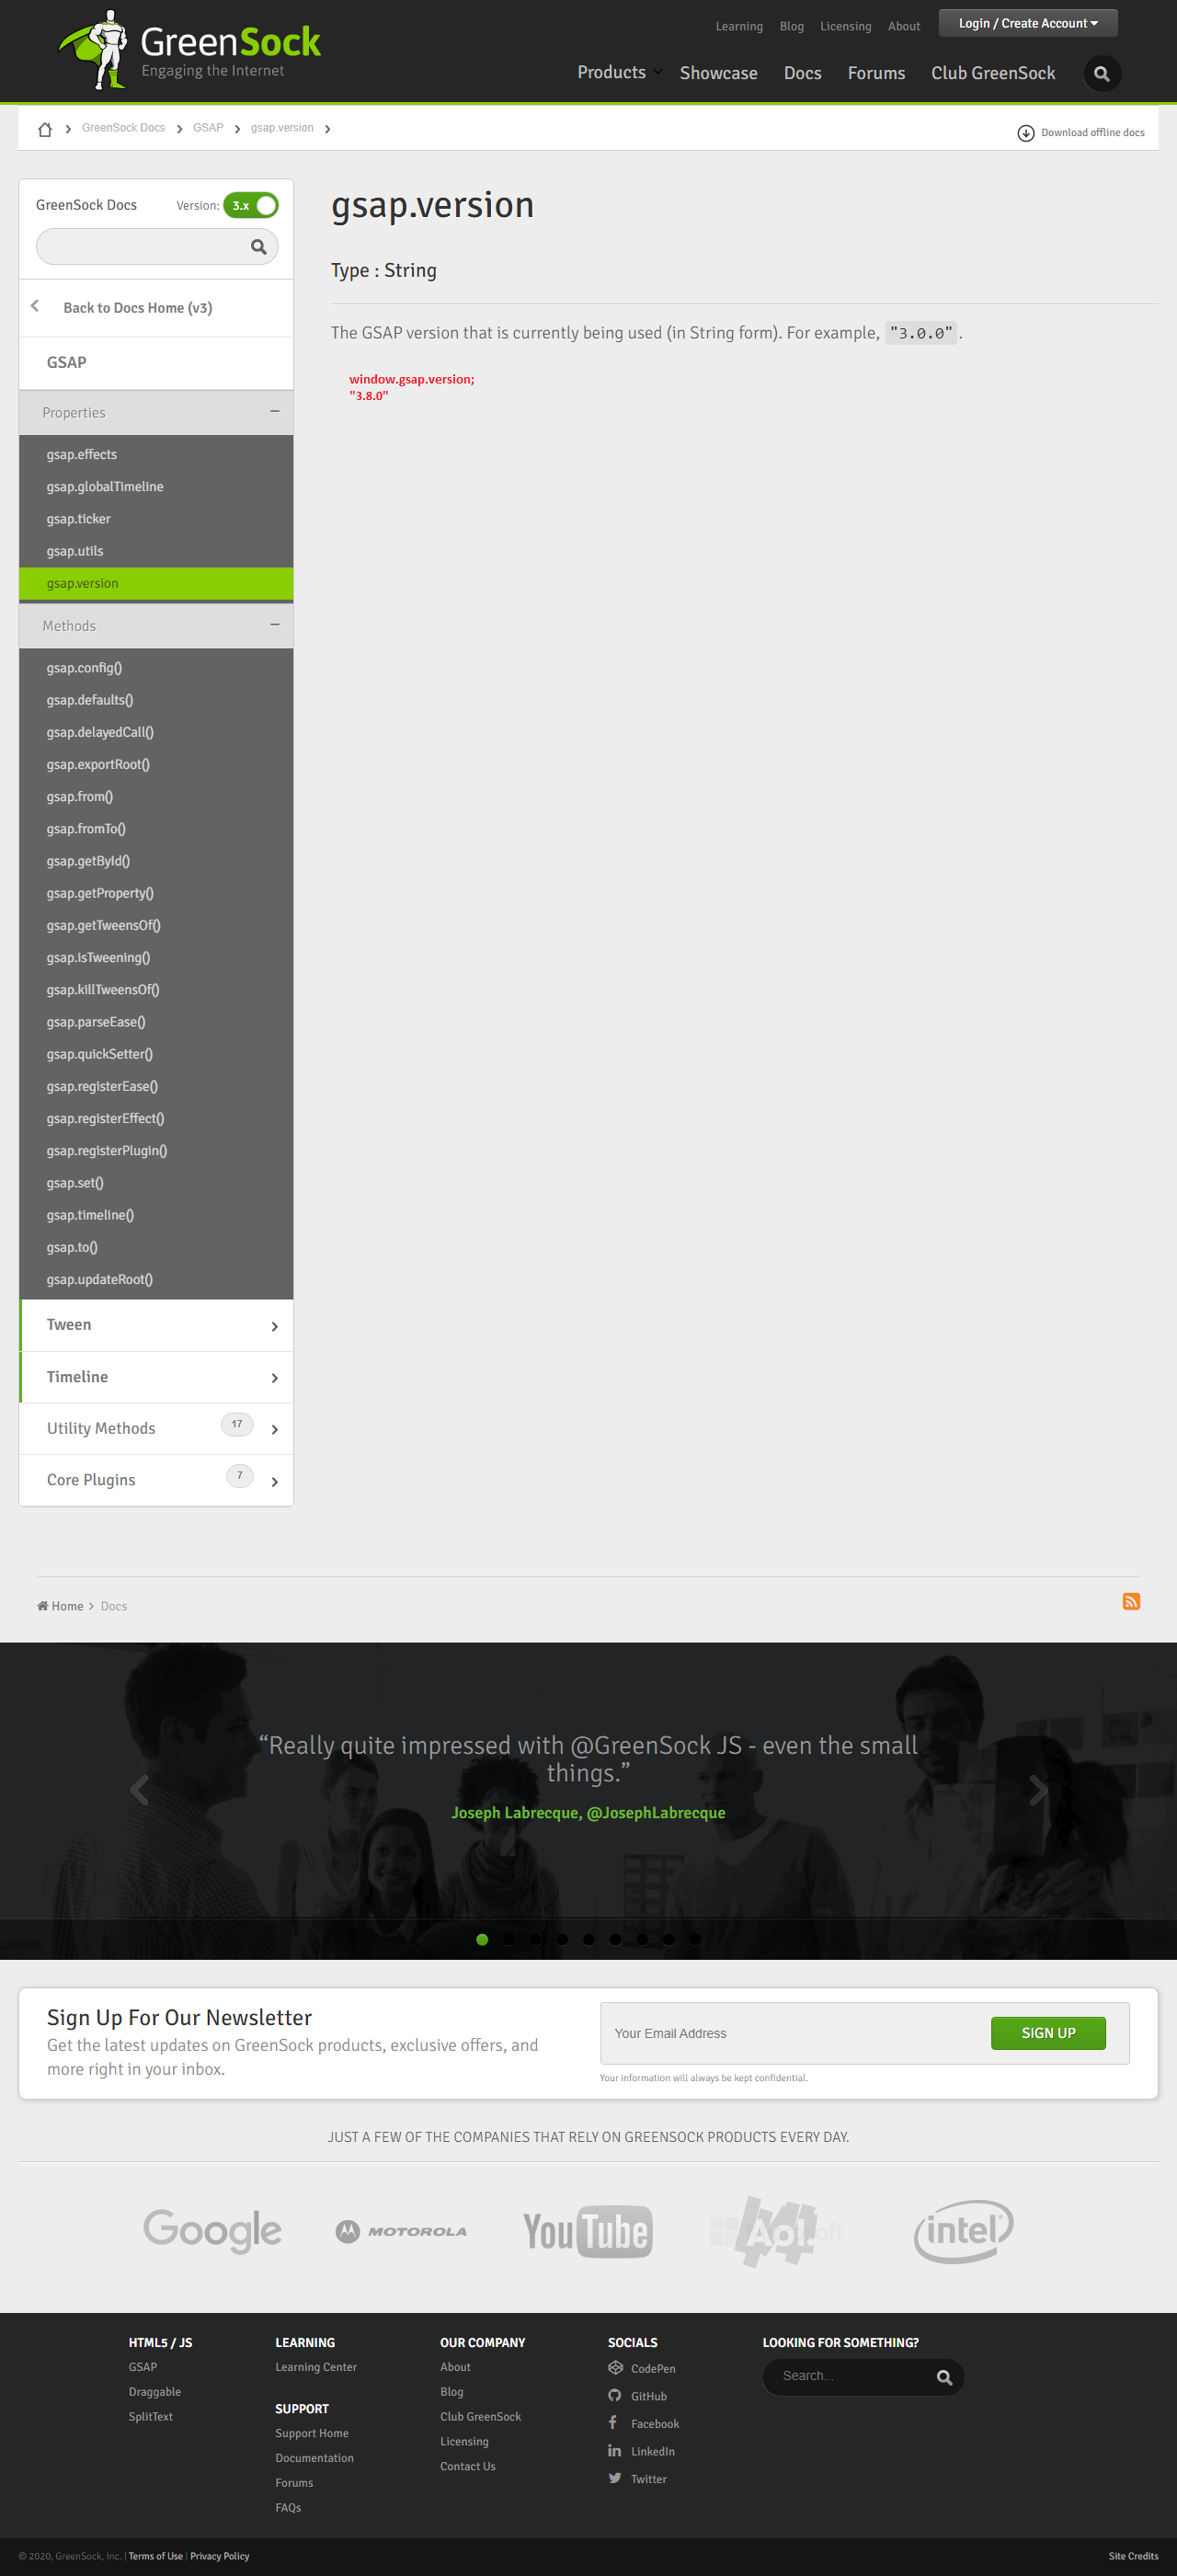 GreenSock
Engaging the Internet
Learning Blog Licensing About Login / Create Account
Products Showcase Docs Forums Club GreenSock
GreenSock Docs GSAP gsap.version
Download offline docs
GreenSock Docs Version: 3.x
Back to Docs Home (v3)
GSAP
Properties
gsap.effects
gsap.globalTimeline
gsap.ticker
gsap.utils
gsap.version
Methods
gsap.config()
gsap.defaults()
gsap.delayedCall()
gsap.exportRoot()
gsap.from()
gsap.fromTo()
gsap.getById()
gsap.getProperty()
gsap.getTweensOf()
gsap.isTweening()
gsap.killTweensOf()
gsap.parseEase()
gsap.quickSetter()
gsap.registerEase()
gsap.registerEffect()
gsap.registerPlugin()
gsap.set()
gsap.timeline()
gsap.to()
gsap.updateRoot()
Tween
Timeline
Utility Methods 17
Core Plugins 7
gsap.version
Type : String
The GSAP version that is currently being used (in String form). For example, "3.0.0".
window.gsap.version;
"3.8.0"
Home Docs
“Really quite impressed with @GreenSock JS - even the small
things.”
Joseph Labrecque, @JosephLabrecque
Sign Up For Our Newsletter
Get the latest updates on GreenSock products, exclusive offers, and
more right in your inbox.
Your Email Address SIGN UP
Your information will always be kept confidential.
JUST A FEW OF THE COMPANIES THAT RELY ON GREENSOCK PRODUCTS EVERY DAY.
Google MOTOROLA YouTube Aol. intel
HTML5 / JS
GSAP
Draggable
SplitText
LEARNING
Learning Center
SUPPORT
Support Home
Documentation
Forums
FAQs
OUR COMPANY
About
Blog
Club GreenSock
Licensing
Contact Us
SOCIALS
CodePen
GitHub
Facebook
LinkedIn
Twitter
LOOKING FOR SOMETHING?
Search...
© 2020, GreenSock, Inc. | Terms of Use | Privacy Policy
Site Credits